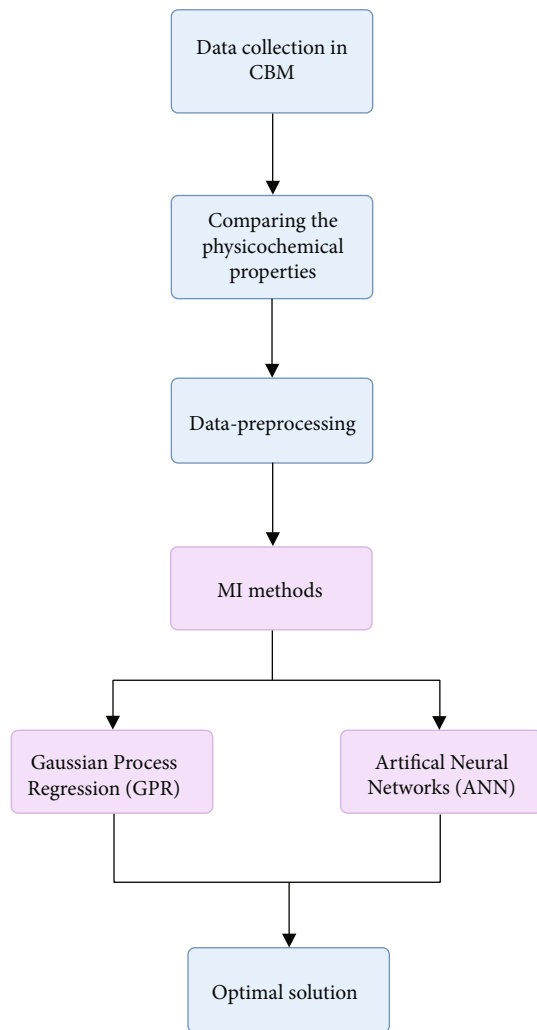 Data collection in
CBM
Comparing the
physicochemical
properties
Data-preprocessing
MI methods
Gaussian Process
Regression (GPR)
Artifical Neural
Networks (ANN)
Optimal solution